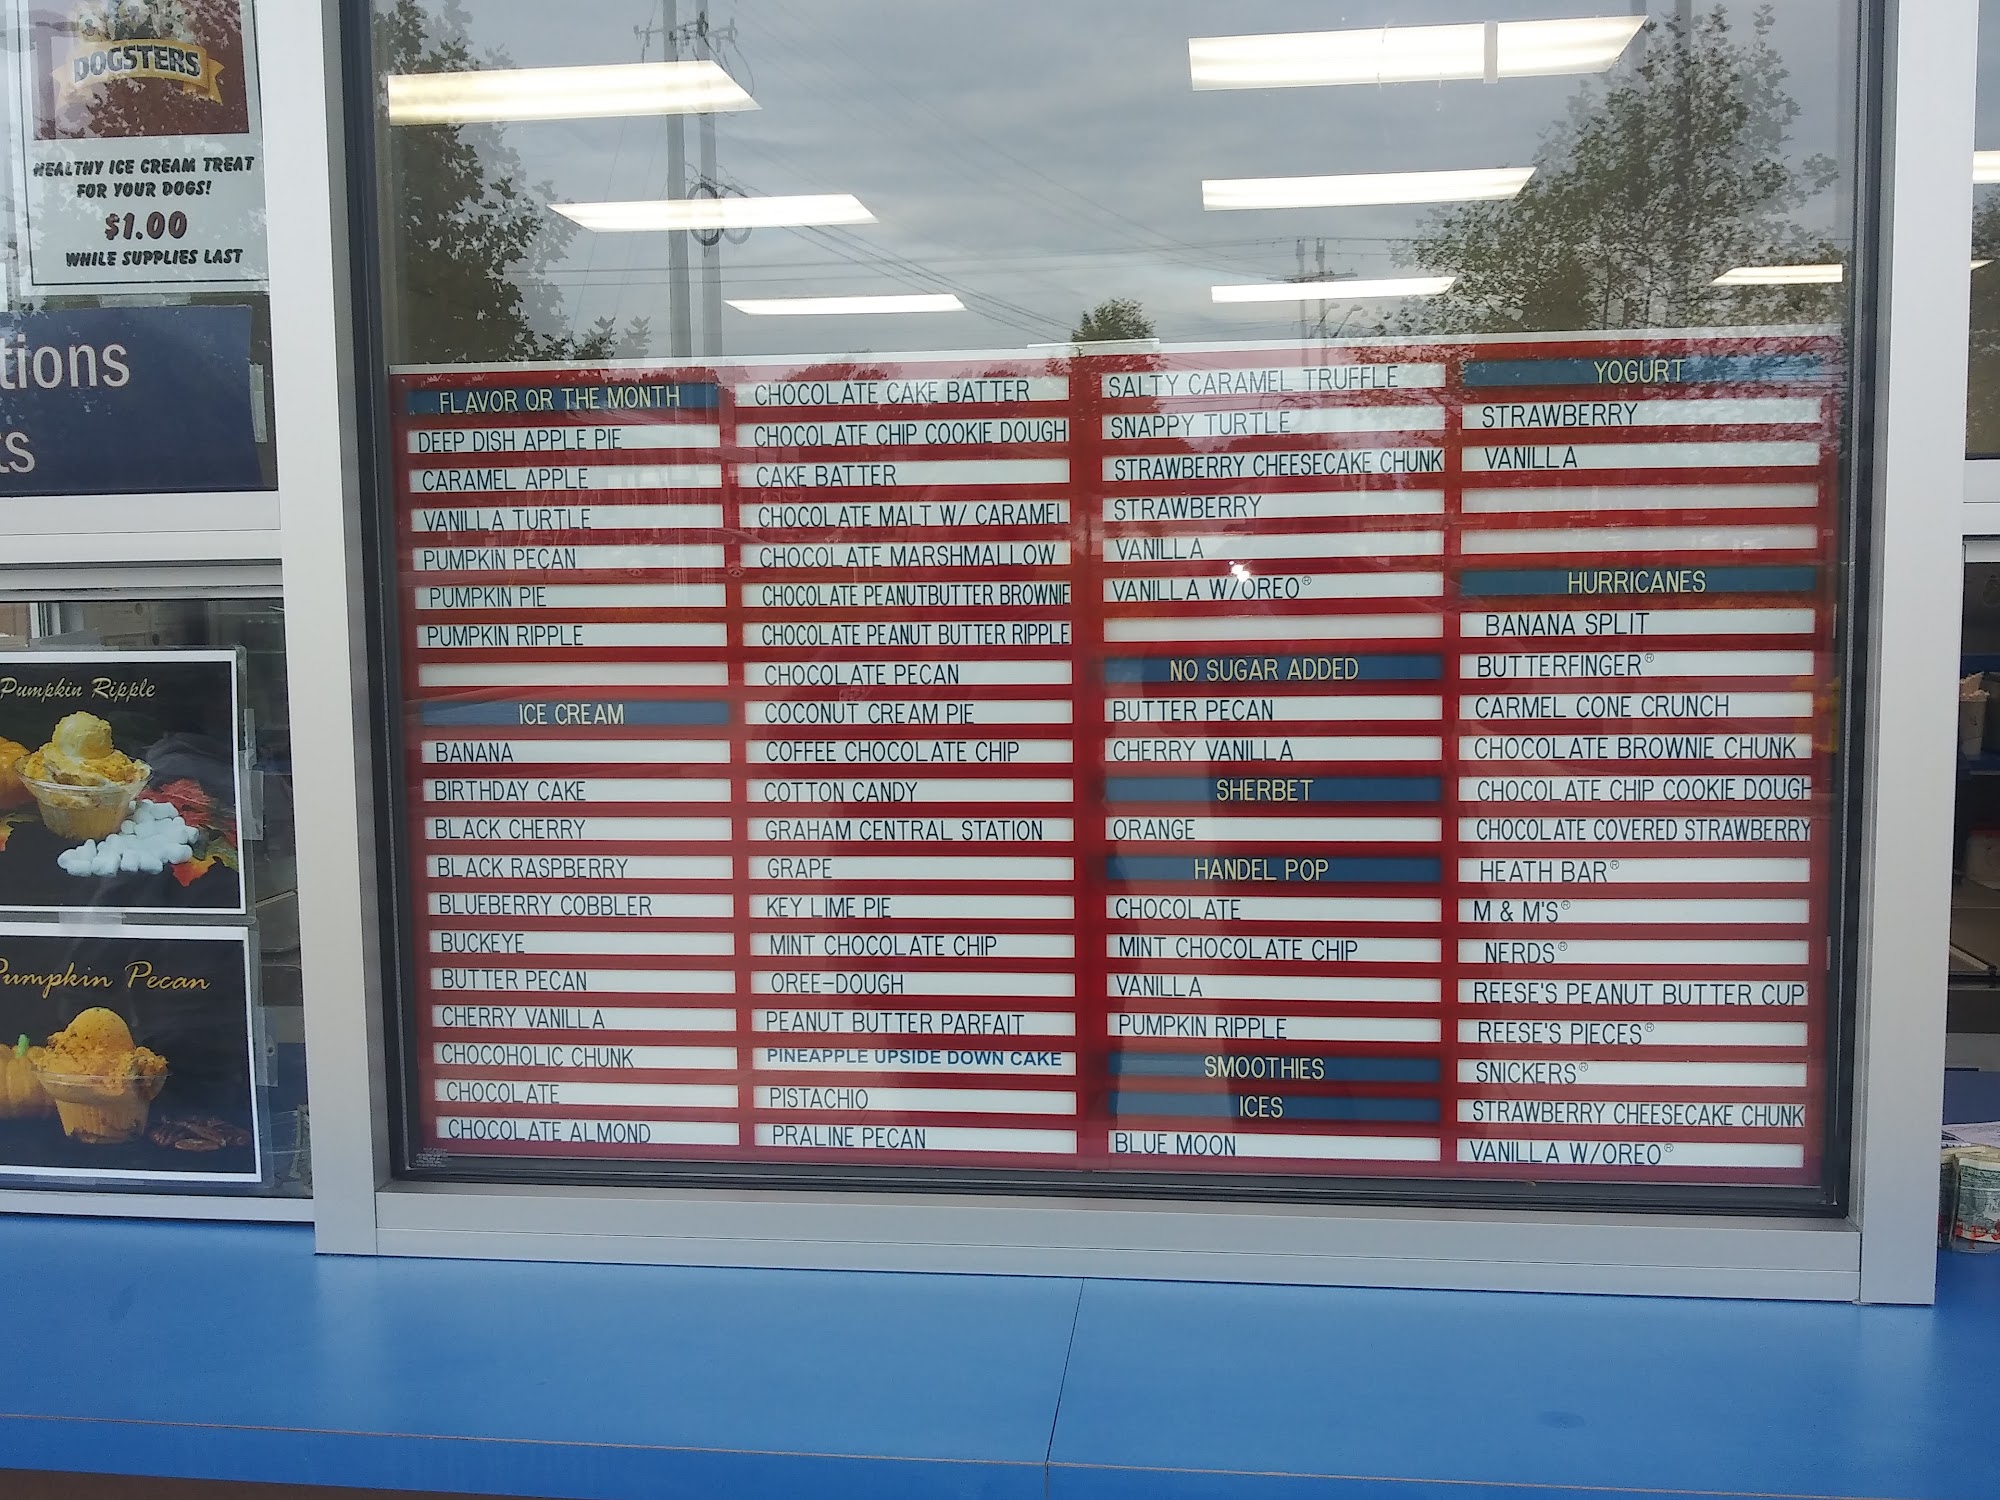 DOGSTERS
HEALTHY ICE CREAM TREAT
FOR YOUR DOGS!
$1.00
WHILE SUPPLIES LAST
tions
ts
Pumpkin Ripple
Pumpkin Pecan
FLAVOR OR THE MONTH
DEEP DISH APPLE PIE
CARAMEL APPLE
VANILLA TURTLE
PUMPKIN PECAN
PUMPKIN PIE
PUMPKIN RIPPLE
ICE CREAM
BANANA
BIRTHDAY CAKE
BLACK CHERRY
BLACK RASPBERRY
BLUEBERRY COBBLER
BUCKEYE
BUTTER PECAN
CHERRY VANILLA
CHOCOHOLIC CHUNK
CHOCOLATE
CHOCOLATE ALMOND
CHOCOLATE CAKE BATTER
CHOCOLATE CHIP COOKIE DOUGH
CAKE BATTER
CHOCOLATE MALT W/ CARAMEL
CHOCOLATE MARSHMALLOW
CHOCOLATE PEANUTBUTTER BROWNIE
CHOCOLATE PEANUT BUTTER RIPPLE
CHOCOLATE PECAN
COCONUT CREAM PIE
COFFEE CHOCOLATE CHIP
COTTON CANDY
GRAHAM CENTRAL STATION
GRAPE
KEY LIME PIE
MINT CHOCOLATE CHIP
OREE-DOUGH
PEANUT BUTTER PARFAIT
PINEAPPLE UPSIDE DOWN CAKE
PISTACHIO
PRALINE PECAN
SALTY CARAMEL TRUFFLE
SNAPPY TURTLE
STRAWBERRY CHEESECAKE CHUNK
STRAWBERRY
VANILLA
VANILLA W/OREO®
NO SUGAR ADDED
BUTTER PECAN
CHERRY VANILLA
SHERBET
ORANGE
HANDEL POP
CHOCOLATE
MINT CHOCOLATE CHIP
VANILLA
PUMPKIN RIPPLE
SMOOTHIES
ICES
BLUE MOON
YOGURT
STRAWBERRY
VANILLA
HURRICANES
BANANA SPLIT
BUTTERFINGER®
CARMEL CONE CRUNCH
CHOCOLATE BROWNIE CHUNK
CHOCOLATE CHIP COOKIE DOUGH
CHOCOLATE COVERED STRAWBERRY
HEATH BAR®
M & M'S®
NERDS®
REESE'S PEANUT BUTTER CUP
REESE'S PIECES®
SNICKERS®
STRAWBERRY CHEESECAKE CHUNK
VANILLA W/OREO®